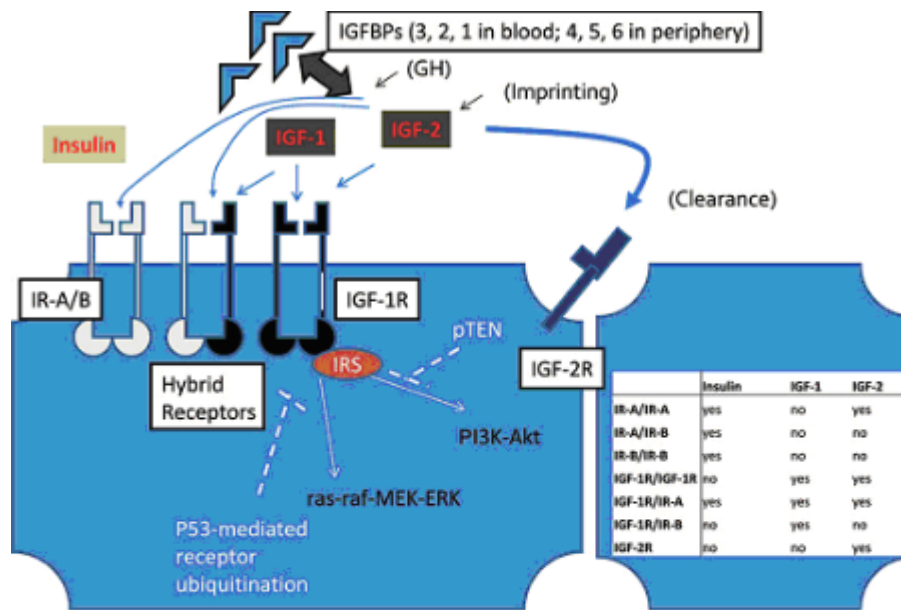 IGFBPs (3, 2, 1 in blood; 4, 5, 6 in periphery)
(GH)
(Imprinting)
Insulin
IGF-1
IGF-2
(Clearance)
IR-A/B
IGF-1R
Hybrid
Receptors
IRS
pTEN
IGF-2R
PI3K-Akt
ras-raf-MEK-ERK
P53-mediated
receptor
ubiquitination
Insulin IGF-1 IGF-2
IR-A/IR-A yes no yes
IR-A/IR-B yes no no
IR-B/IR-B yes no no
IGF-1R/IGF-1R no yes yes
IGF-1R/IR-A yes yes yes
IGF-1R/IR-B no yes no
IGF-2R no no yes